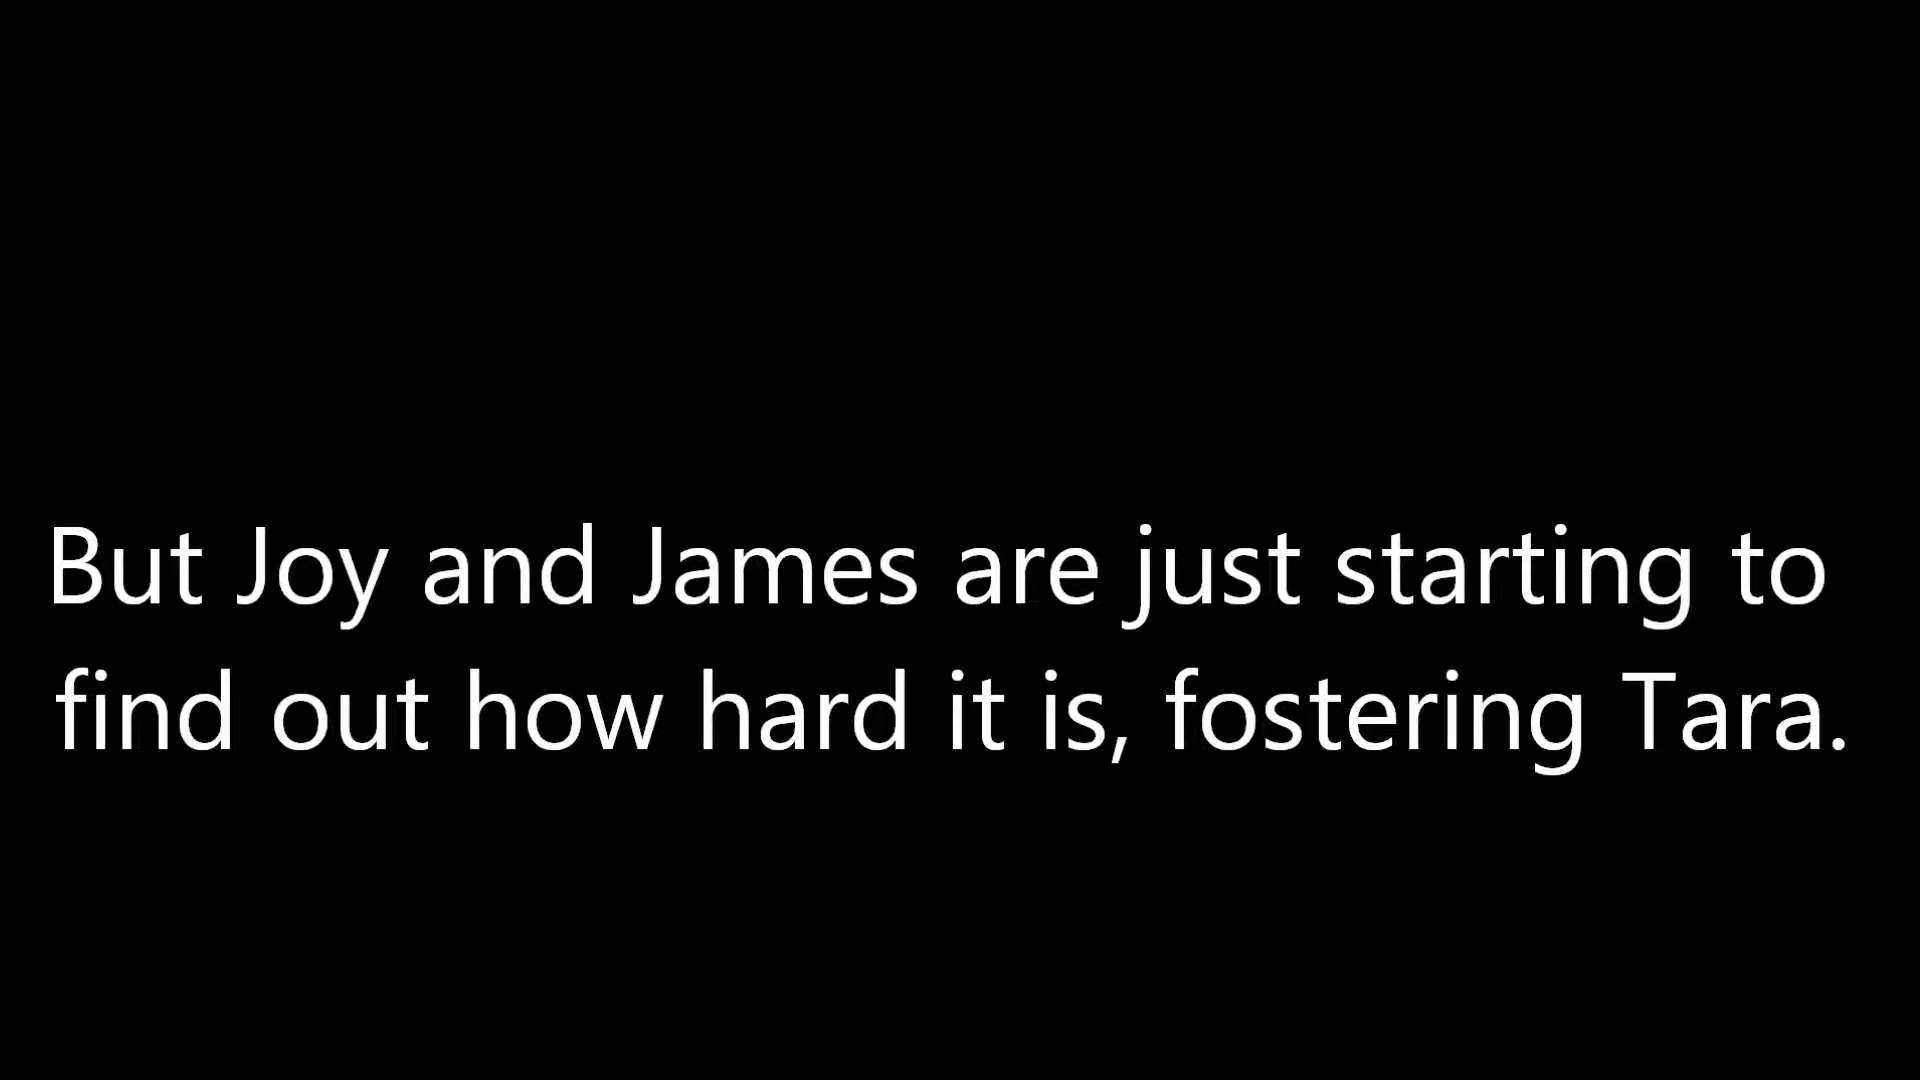 But Joy and James are just starting to
find out how hard it is, fostering Tara.